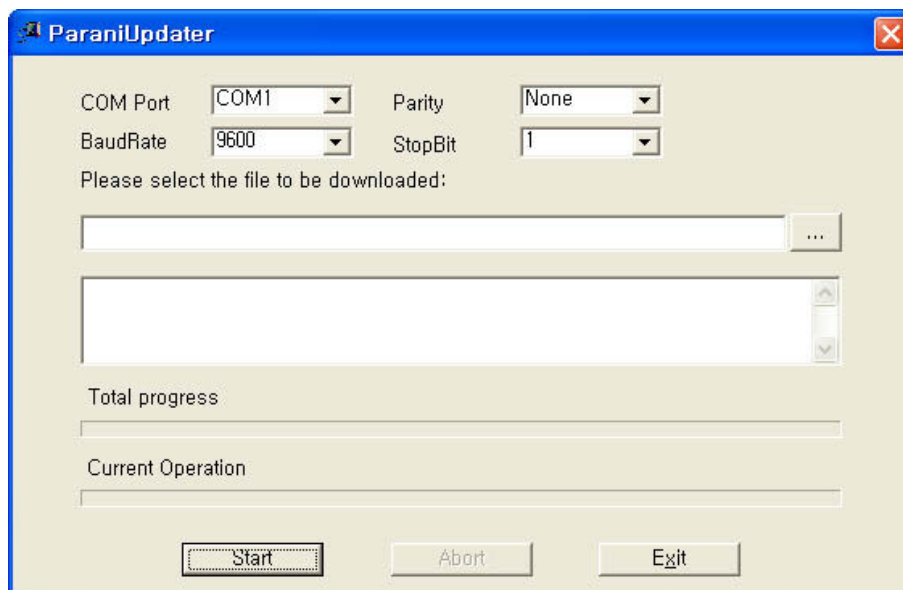 ParaniUpdater
COM Port COM1 Parity None
BaudRate 9600 StopBit 1
Please select the file to be downloaded:
...
Total progress
Current Operation
Start Abort Exit